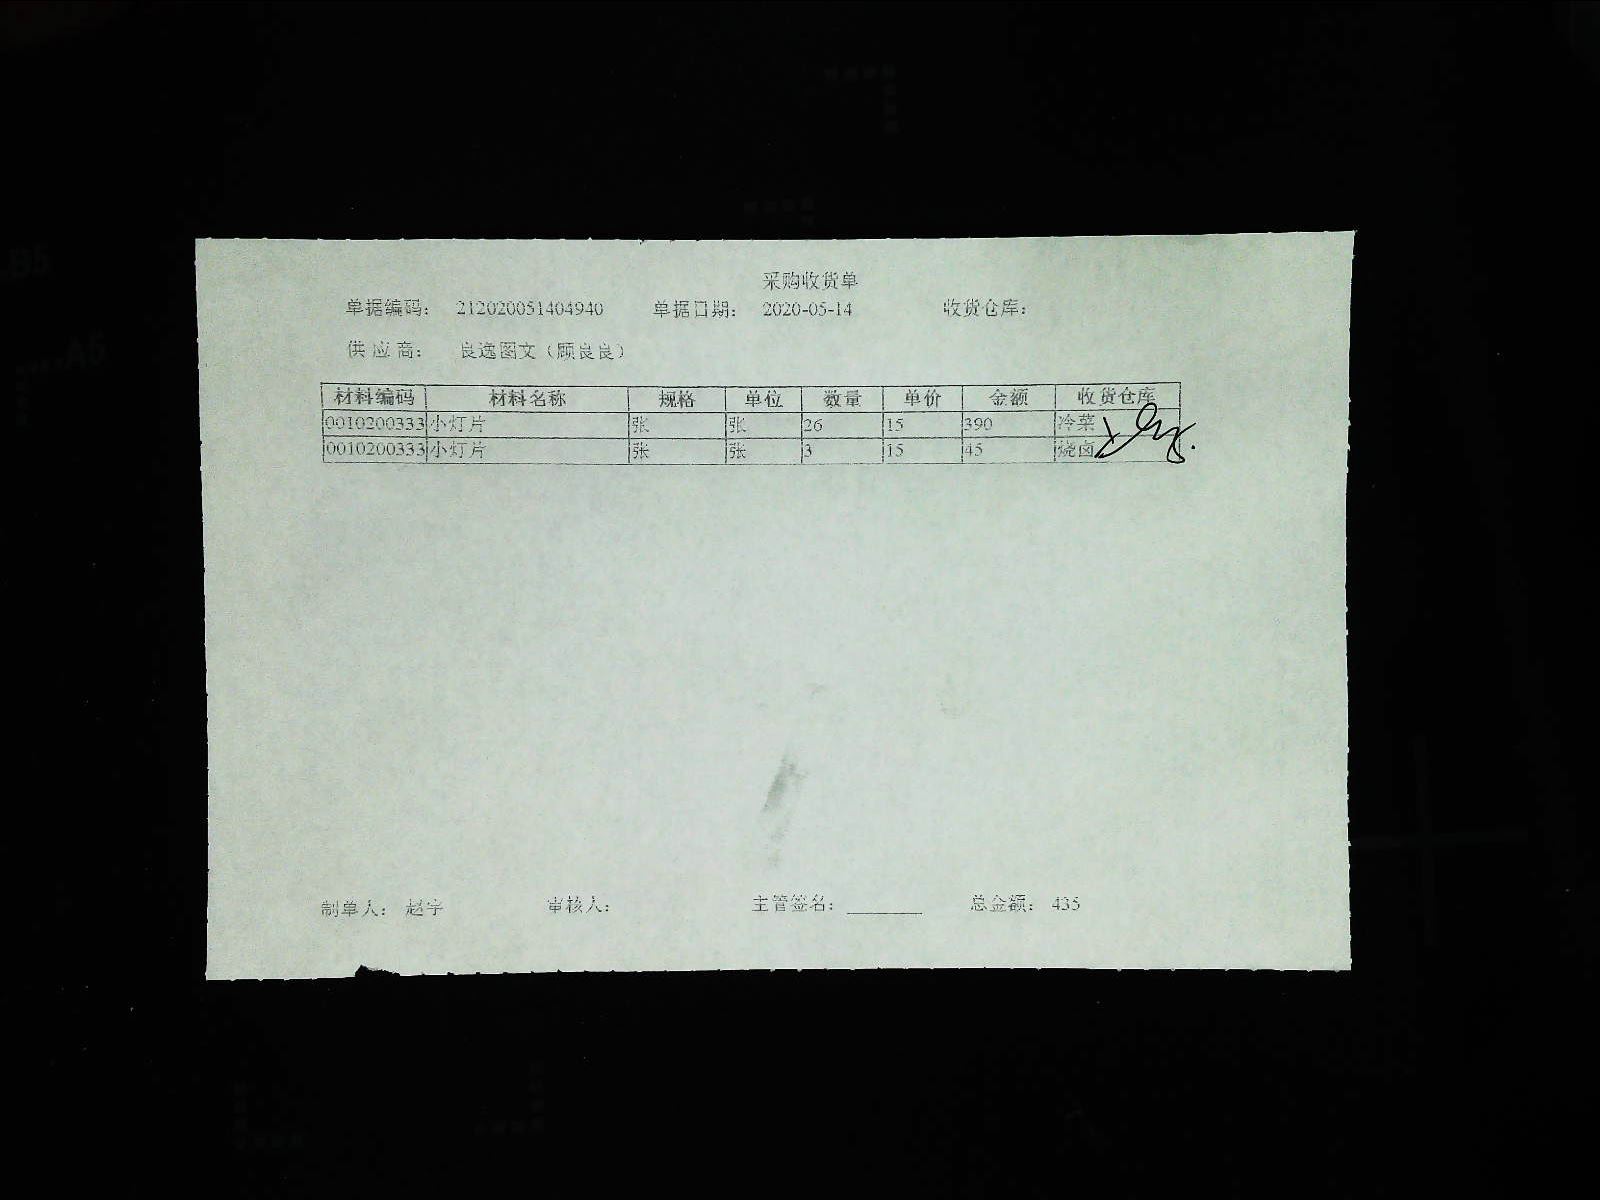 采购收货单
单据编码： 212020051404940 单据日期： 2020-05-14 收货仓库：
供应商： 良逸图文（顾良良）
材料编码 材料名称 规格 单位 数量 单价 金额 收货仓库
0010200333 小灯片 张 张 26 15 390 冷菜
0010200333 小灯片 张 张 3 15 45 烧卤
制单人： 赵宇 审核人： 主管签名： 总金额： 435
B5
A5